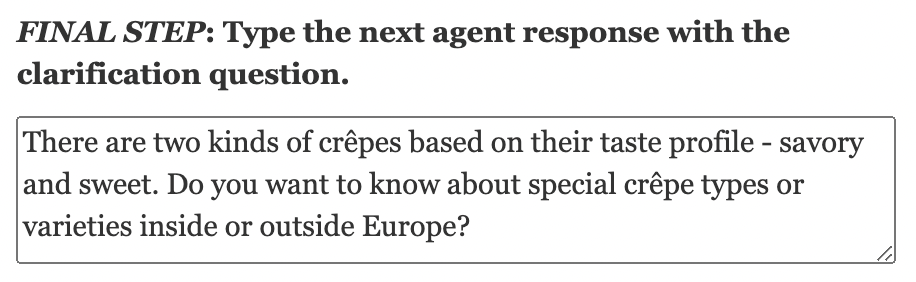 FINAL STEP: Type the next agent response with the
clarification question.
There are two kinds of crêpes based on their taste profile - savory
and sweet. Do you want to know about special crêpe types or
varieties inside or outside Europe?